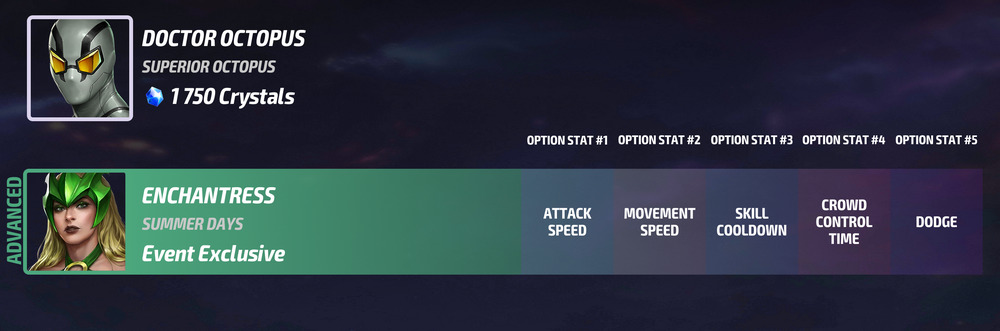 DOCTOR OCTOPUS
SUPERIOR OCTOPUS
1 750 Crystals
OPTION STAT #1 OPTION STAT #2 OPTION STAT #3 OPTION STAT #4 OPTION STAT #5
ADVANCED
ENCHANTRESS
SUMMER DAYS
Event Exclusive
ATTACK
SPEED
MOVEMENT
SPEED
SKILL
COOLDOWN
CROWD
CONTROL
TIME
DODGE